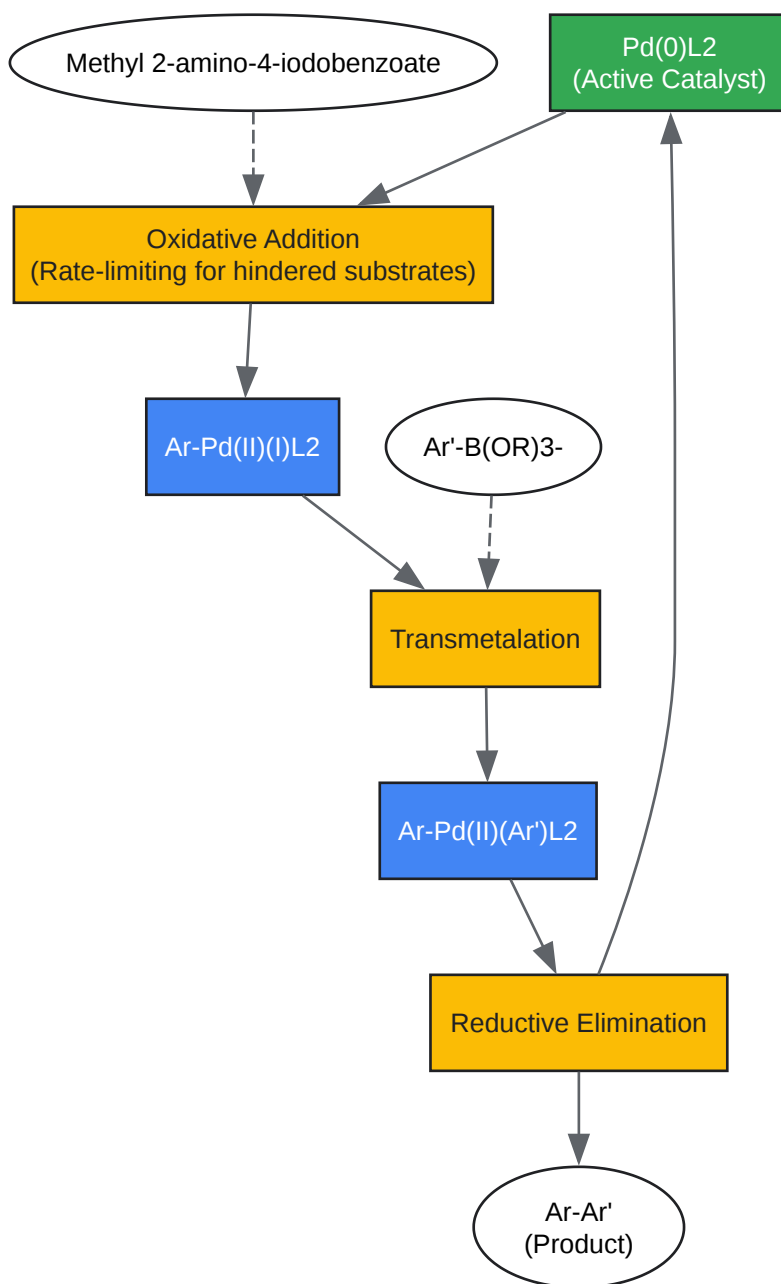 Methyl 2-amino-4-iodobenzoate
Pd(0)L2
(Active Catalyst)
Oxidative Addition
(Rate-limiting for hindered substrates)
Ar-Pd(II)(I)L2
Ar'-B(OR)3-
Transmetalation
Ar-Pd(II)(Ar')L2
Reductive Elimination
Ar-Ar'
(Product)